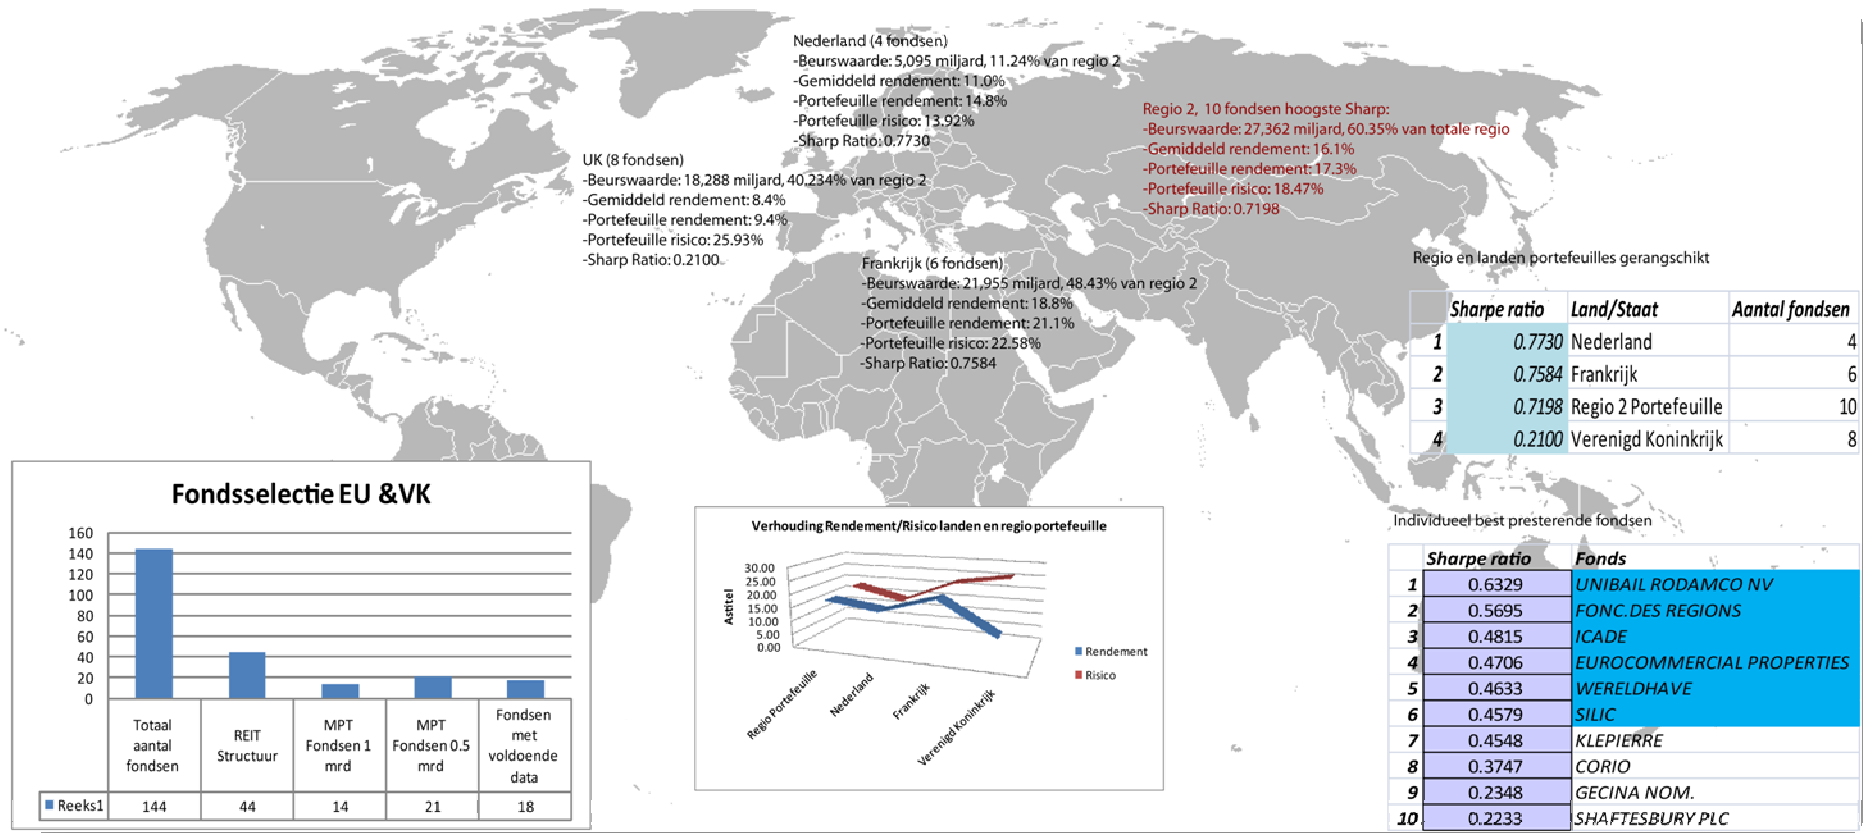 Nederland (4 fondsen)
-Beurswaarde: 5,095 miljard, 11.24% van regio 2
-Gemiddeld rendement: 11.0%
-Portefeuille rendement: 14.8%
-Portefeuille risico: 13.92%
-Sharp Ratio: 0.7730
Regio 2, 10 fondsen hoogste Sharp:
-Beurswaarde: 27,362 miljard, 60.35% van totale regio
-Gemiddeld rendement: 16.1%
-Portefeuille rendement: 17.3%
-Portefeuille risico: 18.47%
-Sharp Ratio: 0.7198
UK (8 fondsen)
-Beurswaarde: 18,288 miljard, 40.234% van regio 2
-Gemiddeld rendement: 8.4%
-Portefeuille rendement: 9.4%
-Portefeuille risico: 25.93%
-Sharp Ratio: 0.2100
Frankrijk (6 fondsen)
-Beurswaarde: 21,955 miljard, 48.43% van regio 2
-Gemiddeld rendement: 18.8%
-Portefeuille rendement: 21.1%
-Portefeuille risico: 22.58%
-Sharp Ratio: 0.7584
Regio en landen portefeuilles gerangschikt
Sharpe ratio Land/Staat Aantal fondsen
1 0.7730 Nederland 4
2 0.7584 Frankrijk 6
3 0.7198 Regio 2 Portefeuille 10
4 0.2100 Verenigd Koninkrijk 8
Fondsselectie EU &VK
160
140
120
100
80
60
40
20
0
Totaal aantal fondsen
REIT Structuur
MPT Fondsen 1 mrd
MPT Fondsen 0.5 mrd
Fondsen met voldoende data
Reeks1 144 44 14 21 18
Verhouding Rendement/Risico landen en regio portefeuille
Astitel
30.00
25.00
20.00
15.00
10.00
5.00
0.00
Regio Portefeuille
Nederland
Frankrijk
Verenigd Koninkrijk
Rendement
Risico
Individueel best presterende fondsen
Sharpe ratio Fonds
1 0.6329 UNIBAIL RODAMCO NV
2 0.5695 FONC.DES REGIONS
3 0.4815 ICADE
4 0.4706 EUROCOMMERCIAL PROPERTIES
5 0.4633 WERELDHAVE
6 0.4579 SILIC
7 0.4548 KLEPIERRE
8 0.3747 CORIO
9 0.2348 GECINA NOM.
10 0.2233 SHAFTESBURY PLC